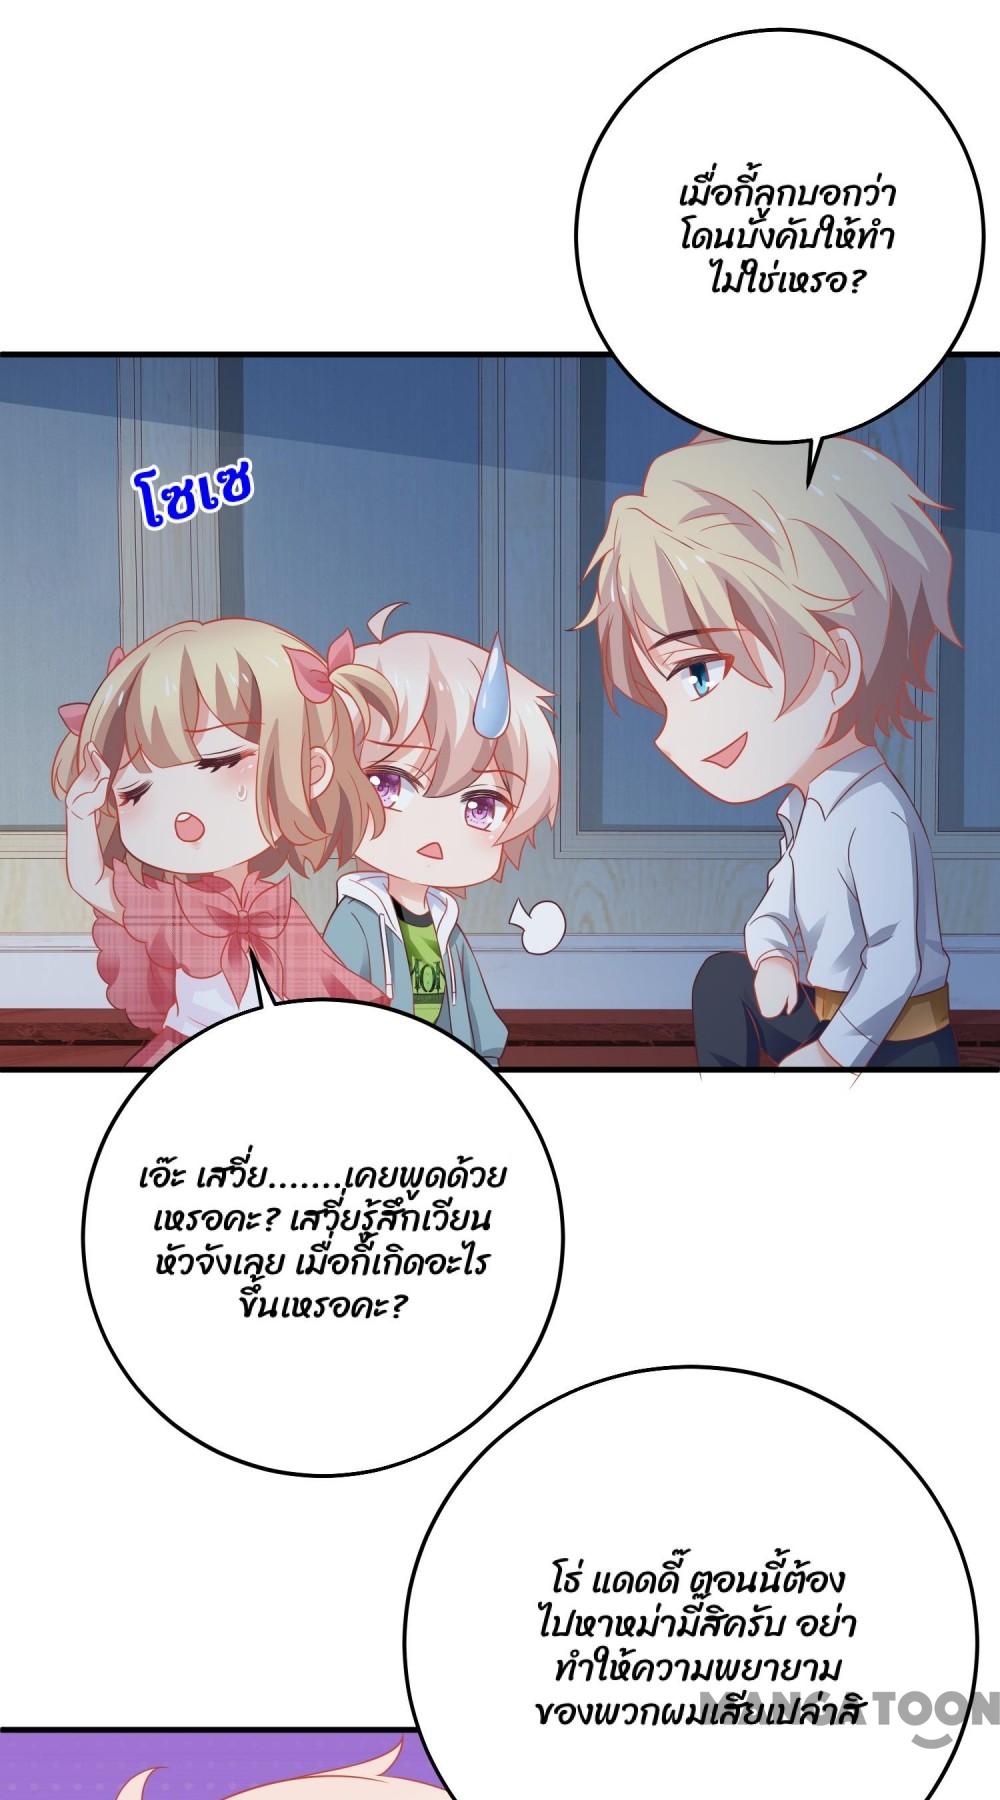 เมื่อกี้ลูกบอกว่า
โดนบังคับให้ทำ
ไม่ใช่เหรอ?
โซเซ
MON
เอ๊ะ เสวี่ย.......เคยพูดด้วย
เหรอคะ? เสวี่ยรู้สึกเวียน
หัวจังเลย เมื่อกี้เกิดอะไร
ขึ้นเหรอคะ?
โธ่ แดดดี๊ ตอนนี้ต้อง
ไปหาหม่ามี๊สิครับ อย่า
ทำให้ความพยายาม
ของพวกผมเสียเปล่าสิ
MANGATOON